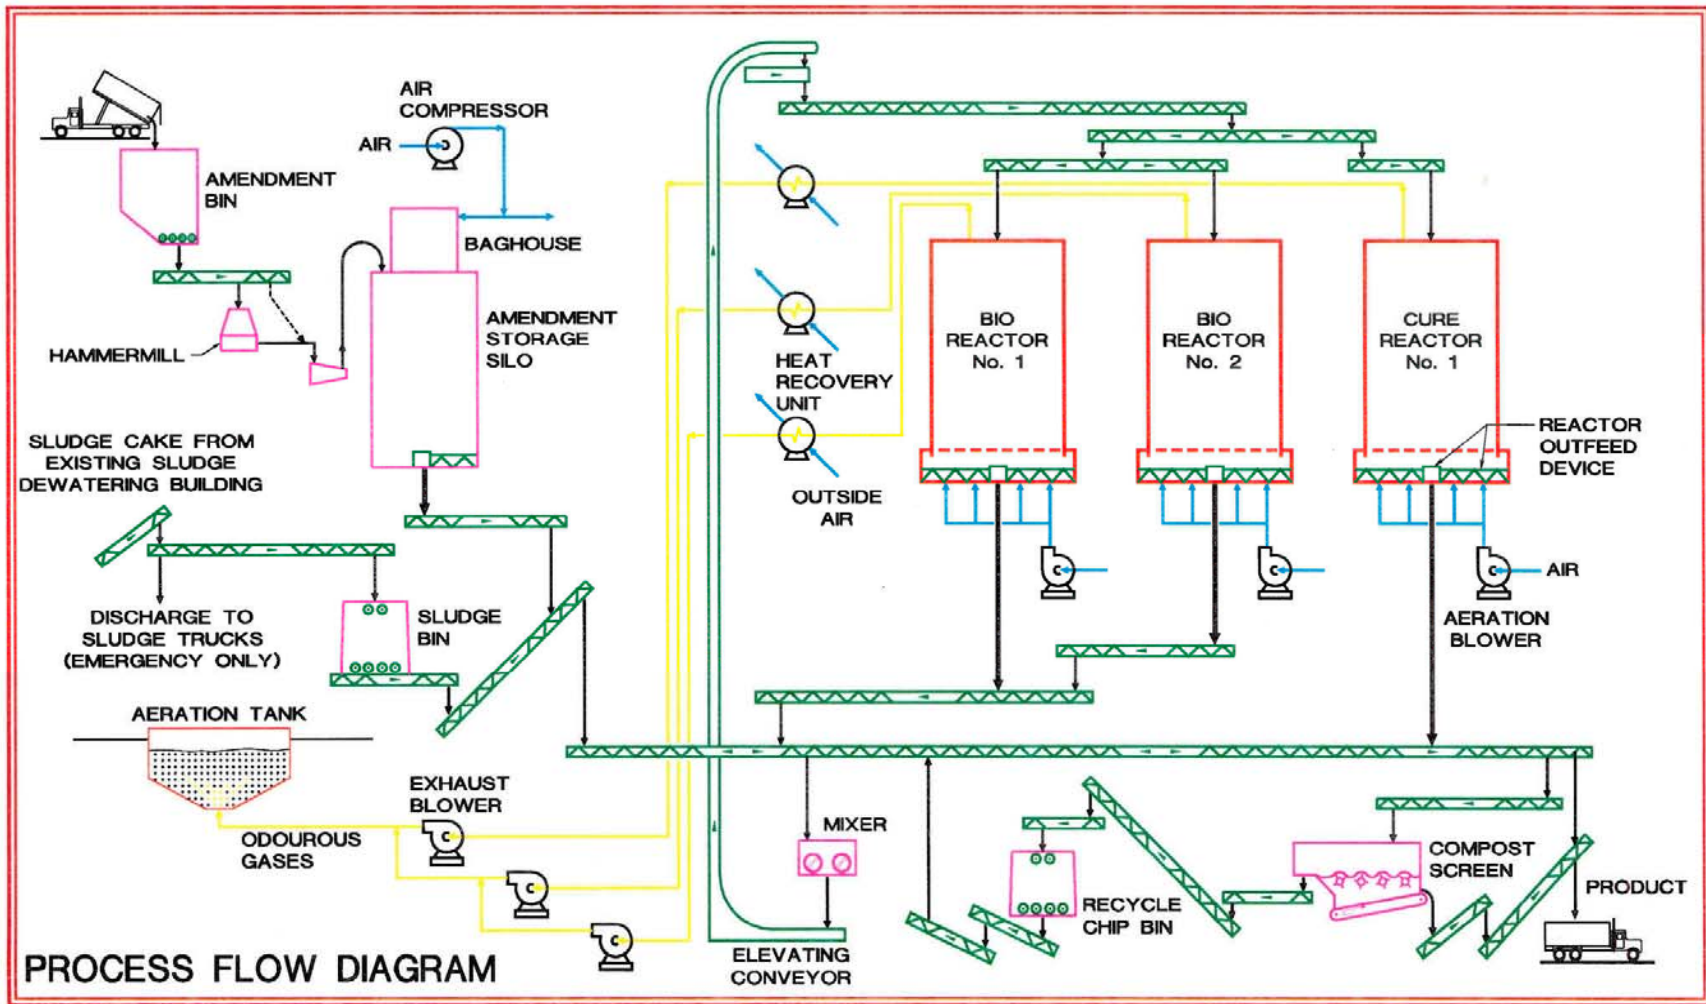 AIR
COMPRESSOR
AIR
AMENDMENT
BIN
BAGHOUSE
HAMMERMILL
AMENDMENT
STORAGE
SILO
HEAT
RECOVERY
UNIT
OUTSIDE
AIR
BIO
REACTOR
No. 1
BIO
REACTOR
No. 2
CURE
REACTOR
No. 1
REACTOR
OUTFEED
DEVICE
SLUDGE CAKE FROM
EXISTING SLUDGE
DEWATERING BUILDING
DISCHARGE TO
SLUDGE TRUCKS
(EMERGENCY ONLY)
SLUDGE
BIN
C
C
C
C
AIR
AERATION
BLOWER
AERATION TANK
EXHAUST
BLOWER
C
C
C
ODOUROUS
GASES
MIXER
ELEVATING
CONVEYOR
RECYCLE
CHIP BIN
COMPOST
SCREEN
PRODUCT
PROCESS FLOW DIAGRAM